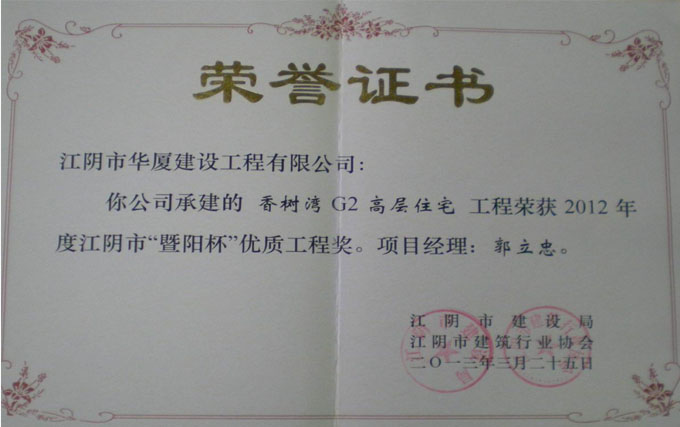 荣誉证书
江阴市华厦建设工程有限公司:
你公司承建的 香树湾 G2 高层住宅 工程荣获 2012 年
度江阴市“暨阳杯”优质工程奖。项目经理: 郭立忠。
江阴市建设局
江阴市建筑行业协会
二〇一三年三月二十五日